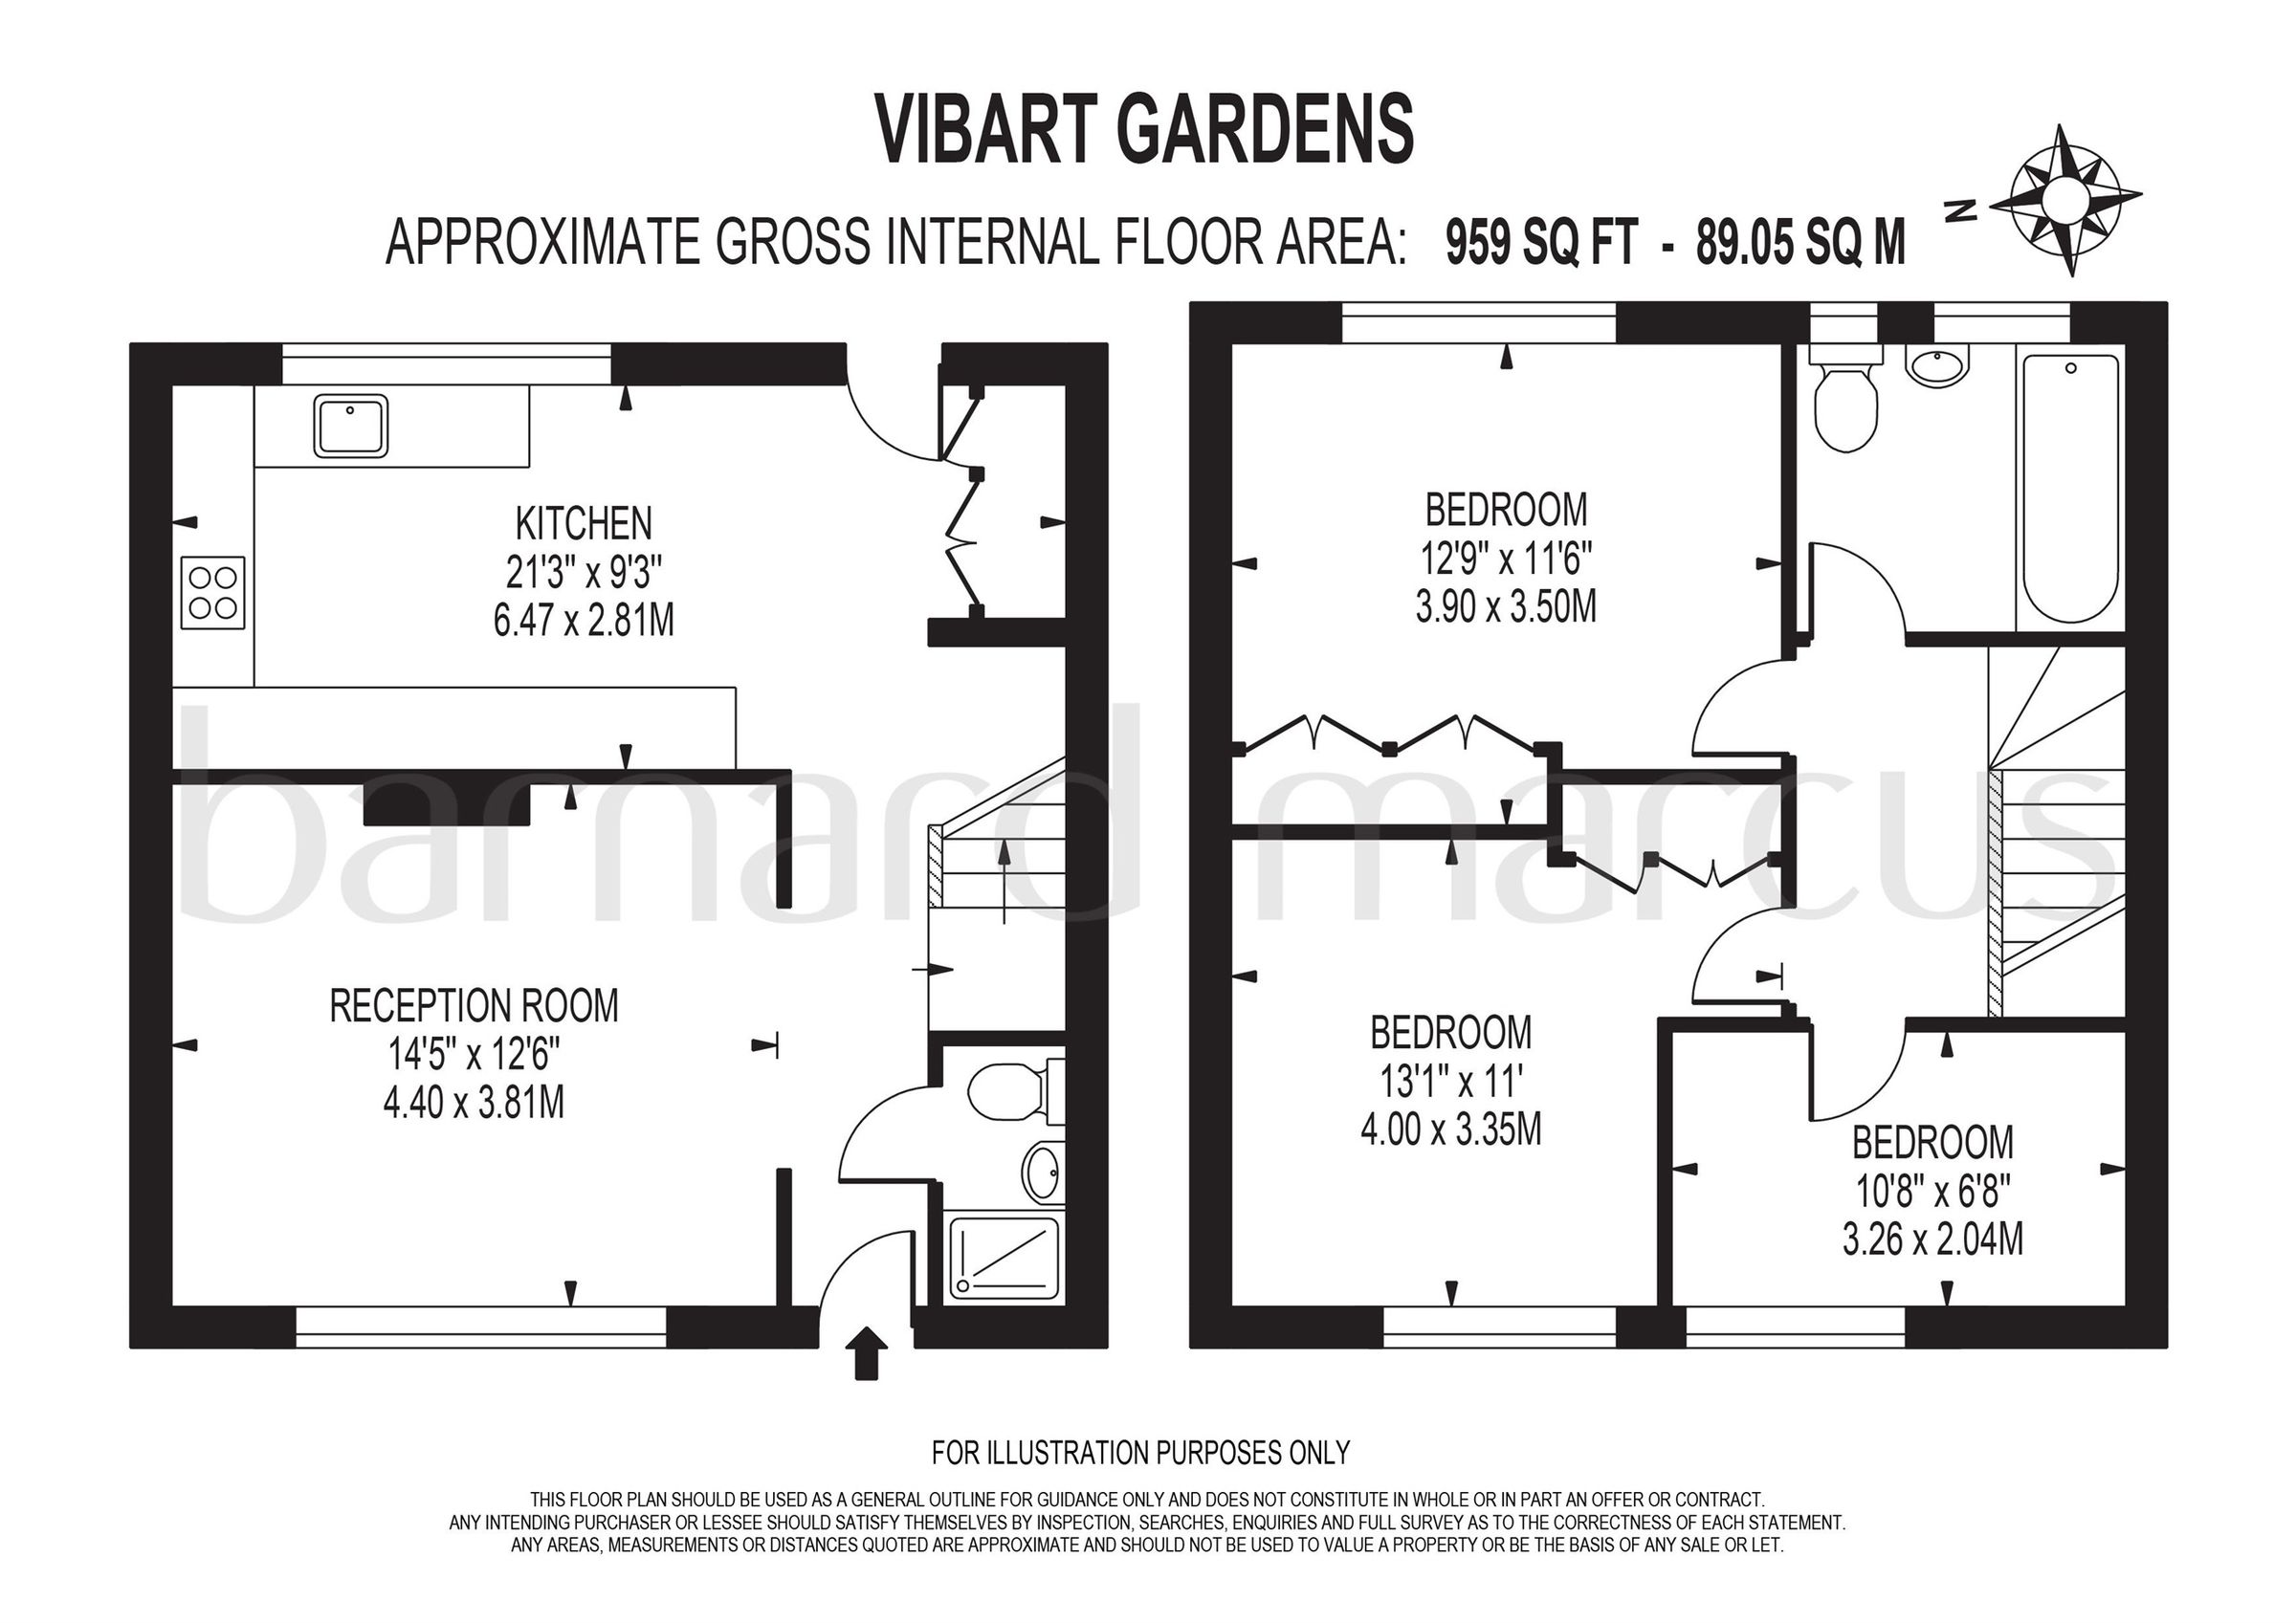 VIBART GARDENS
APPROXIMATE GROSS INTERNAL FLOOR AREA: 959 SQ FT - 89.05 SQ M
N
KITCHEN
21'3" x 9'3"
6.47 x 2.81M
RECEPTION ROOM
14'5" x 12'6"
4.40 x 3.81M
BEDROOM
12'9" x 11'6"
3.90 x 3.50M
BEDROOM
13'1" x 11'
4.00 x 3.35M
BEDROOM
10'8" x 6'8"
3.26 x 2.04M
barnard marcus
FOR ILLUSTRATION PURPOSES ONLY
THIS FLOOR PLAN SHOULD BE USED AS A GENERAL OUTLINE FOR GUIDANCE ONLY AND DOES NOT CONSTITUTE IN WHOLE OR IN PART AN OFFER OR CONTRACT.
ANY INTENDING PURCHASER OR LESSEE SHOULD SATISFY THEMSELVES BY INSPECTION, SEARCHES, ENQUIRIES AND FULL SURVEY AS TO THE CORRECTNESS OF EACH STATEMENT.
ANY AREAS, MEASUREMENTS OR DISTANCES QUOTED ARE APPROXIMATE AND SHOULD NOT BE USED TO VALUE A PROPERTY OR BE THE BASIS OF ANY SALE OR LET.